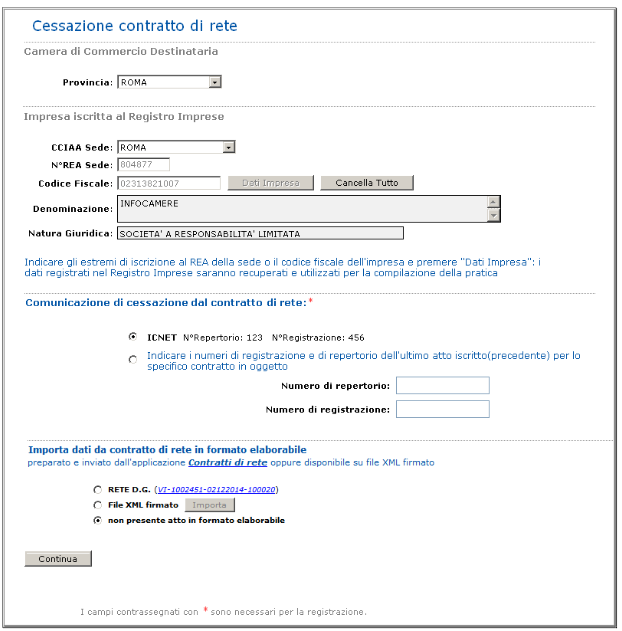 Cessazione contratto di rete
Camera di Commercio Destinataria
Provincia: ROMA
Impresa iscritta al Registro Imprese
CCIAA Sede: ROMA
N°REA Sede: 804877
Codice Fiscale: 02313821007 Dati Impresa Cancella Tutto
Denominazione: INFOCAMERE
Natura Giuridica: SOCIETA' A RESPONSABILITA' LIMITATA
Indicare gli estremi di iscrizione al REA della sede o il codice fiscale dell'impresa e premere "Dati Impresa": i
dati registrati nel Registro Imprese saranno recuperati e utilizzati per la compilazione della pratica
Comunicazione di cessazione dal contratto di rete:*
ICNET N°Repertorio: 123 N°Registrazione: 456
Indicare i numeri di registrazione e di repertorio dell'ultimo atto iscritto(precedente) per lo
specifico contratto in oggetto
Numero di repertorio:
Numero di registrazione:
Importa dati da contratto di rete in formato elaborabile
preparato e inviato dall'applicazione Contratti di rete oppure disponibile su file XML firmato
RETE D.G. (VI-1002451-02122014-100020)
File XML firmato Importa
non presente atto in formato elaborabile
Continua
I campi contrassegnati con * sono necessari per la registrazione.